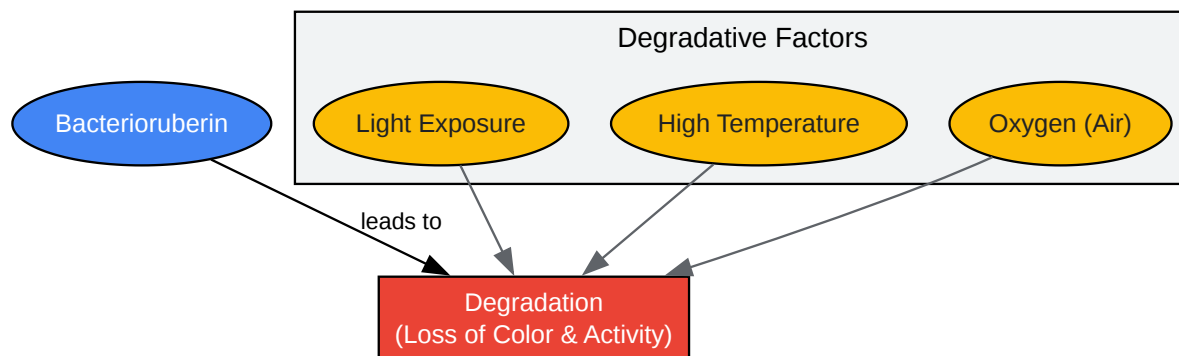 Degradative Factors
Bacterioruberin
Light Exposure
High Temperature
Oxygen (Air)
leads to
Degradation
(Loss of Color & Activity)